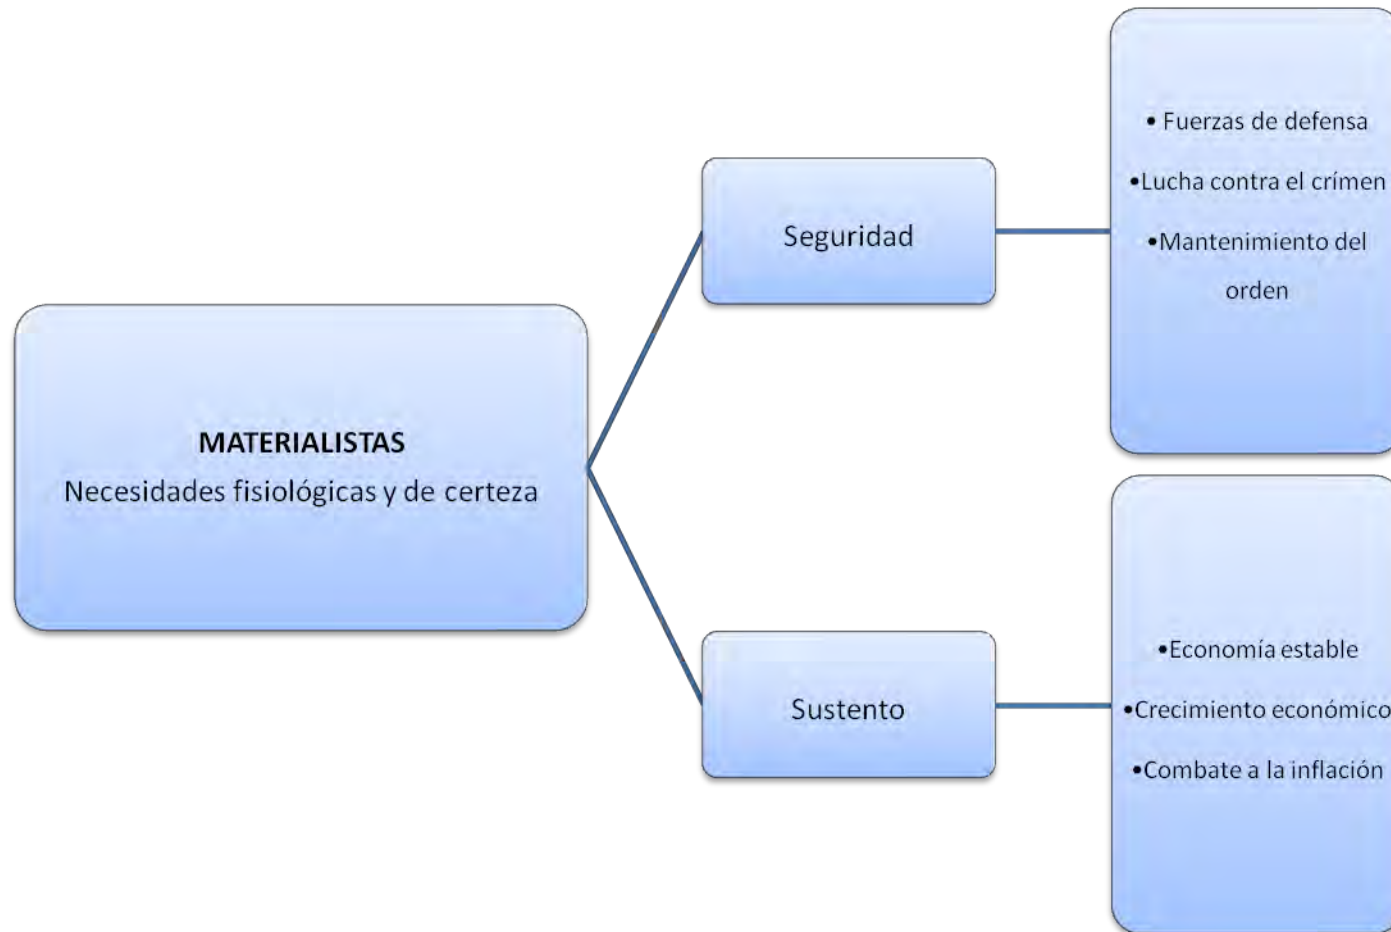 MATERIALISTAS
Necesidades fisiológicas y de certeza
Seguridad
• Fuerzas de defensa
•Lucha contra el crímen
•Mantenimiento del
orden
Sustento
•Economía estable
•Crecimiento económico
•Combate a la inflación